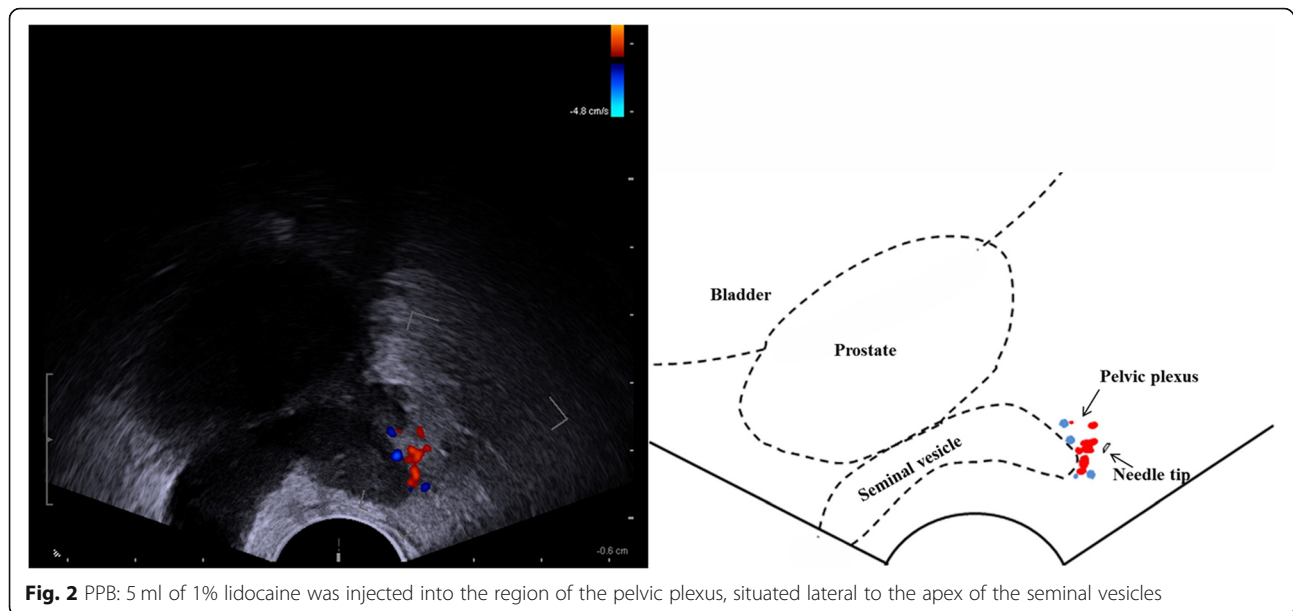 -4.8 cm/s
Bladder
Prostate
Pelvic plexus
Seminal vesicle
Needle tip
-0.6 cm
Fig. 2 PPB: 5 ml of 1% lidocaine was injected into the region of the pelvic plexus, situated lateral to the apex of the seminal vesicles